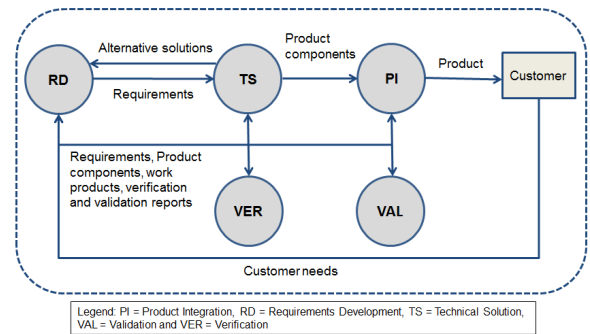 Alternative solutions
Product
components
Product
RD
TS
PI
Customer
Requirements
Requirements, Product
components, work
products, verification
and validation reports
VER
VAL
Customer needs
Legend: PI = Product Integration, RD = Requirements Development, TS = Technical Solution,
VAL = Validation and VER = Verification